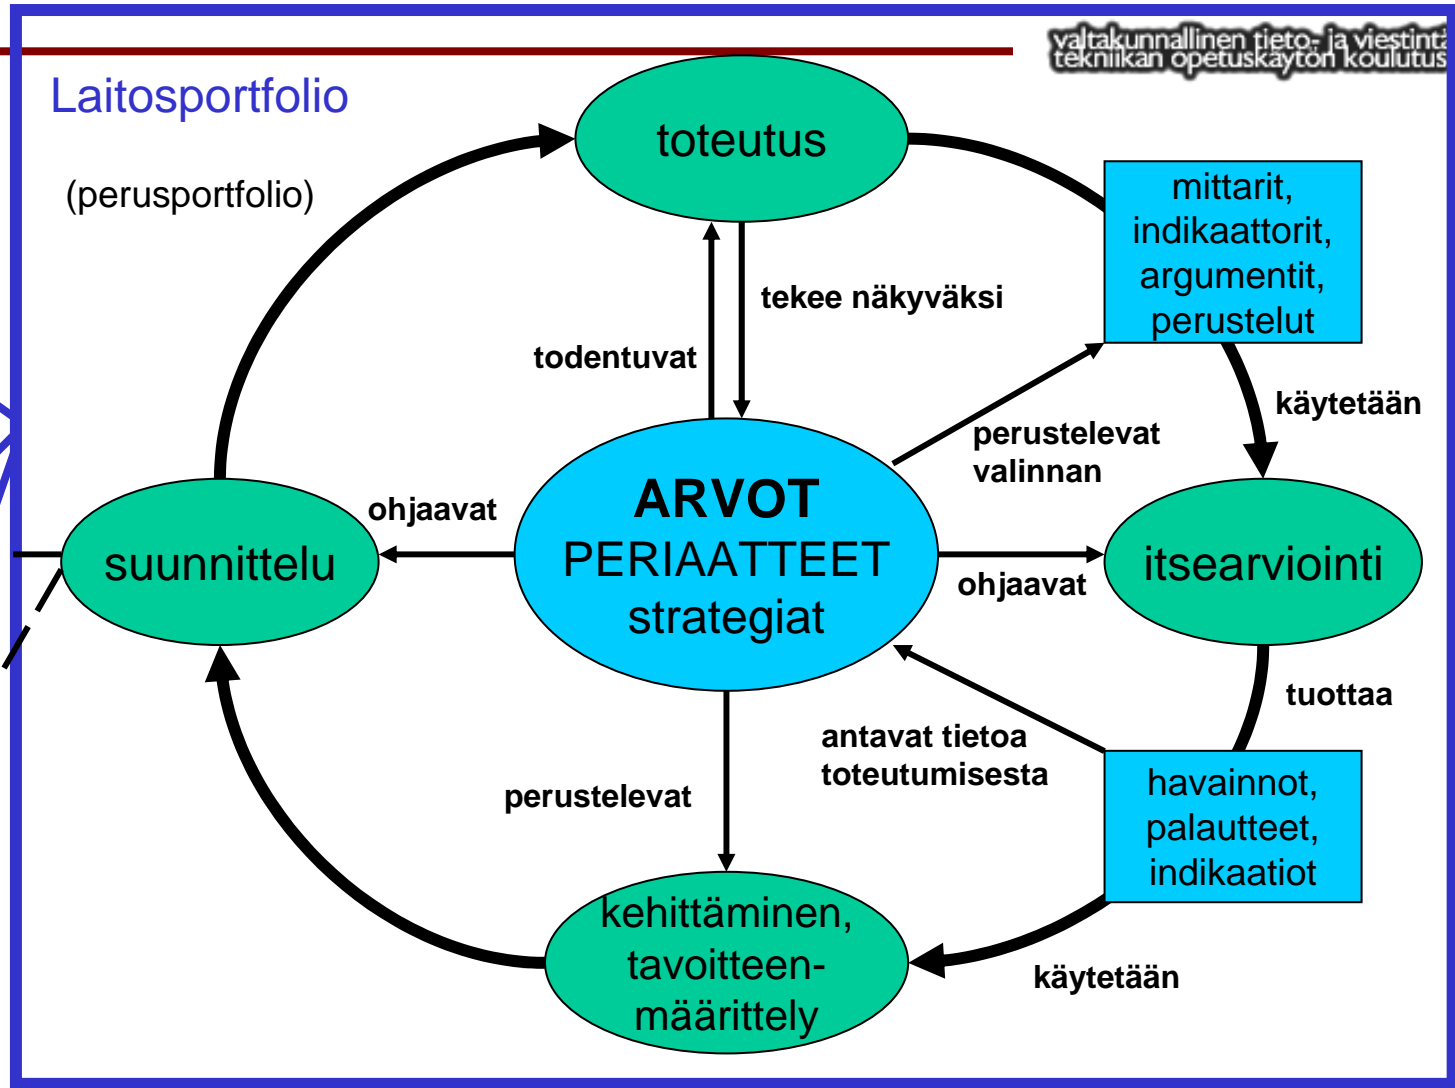 valtakunnallinen tieto- ja viestintä
tekniikan opetuskäytön koulutus
Laitosportfolio
(perusportfolio)
toteutus
mittarit,
indikaattorit,
argumentit,
perustelut
tekee näkyväksi
todentuvat
käytetään
perustelevat
valinnan
ohjaavat
ARVOT
PERIAATTEET
strategiat
suunnittelu
ohjaavat
itsearviointi
tuottaa
antavat tietoa
toteutumisesta
perustelevat
havainnot,
palautteet,
indikaatiot
kehittäminen,
tavoitteen-
määrittely
käytetään